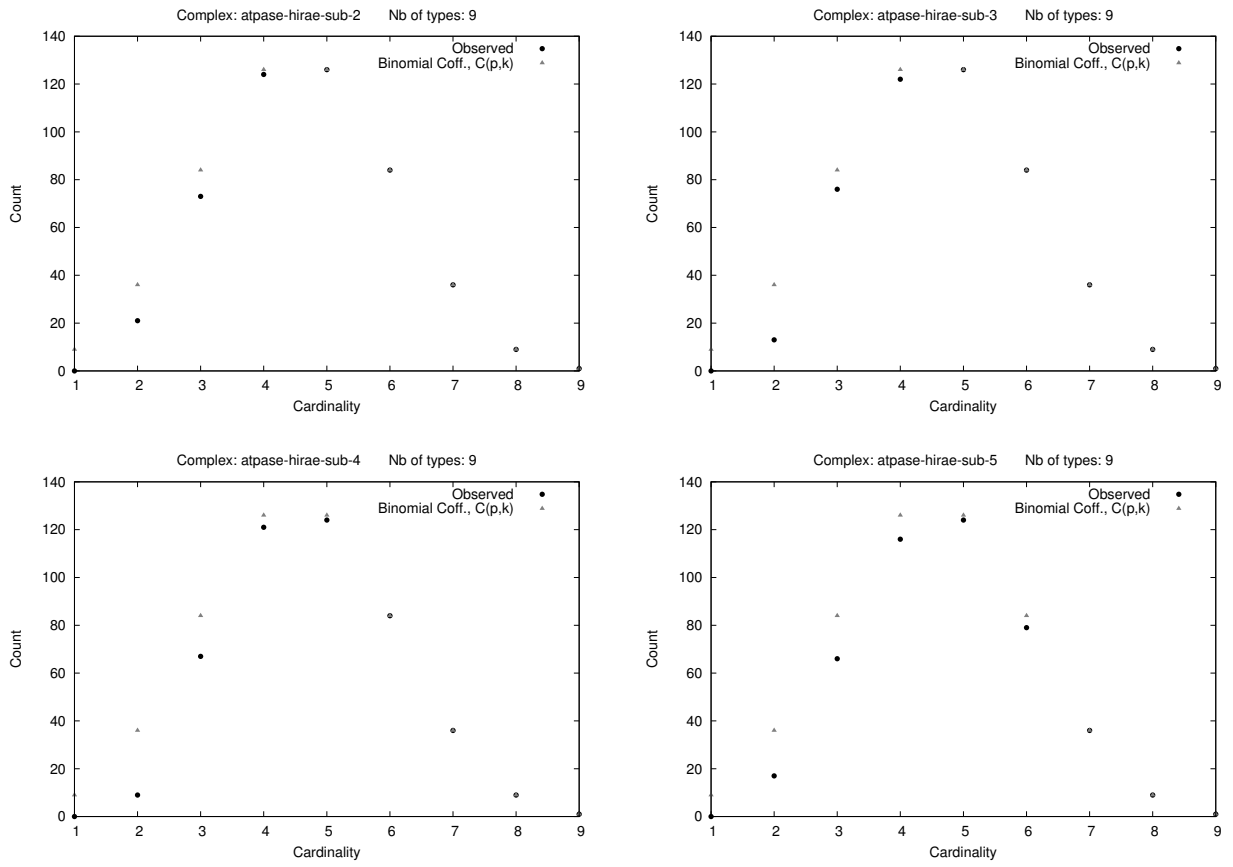 Complex: atpase-hirae-sub-2 Nb of types: 9
140
120
100
80
60
40
20
0
Count
Observed
Binomial Coff., C(p,k)
1 2 3 4 5 6 7 8 9
Cardinality
Complex: atpase-hirae-sub-3 Nb of types: 9
140
120
100
80
60
40
20
0
Count
Observed
Binomial Coff., C(p,k)
1 2 3 4 5 6 7 8 9
Cardinality
Complex: atpase-hirae-sub-4 Nb of types: 9
140
120
100
80
60
40
20
0
Count
Observed
Binomial Coff., C(p,k)
1 2 3 4 5 6 7 8 9
Cardinality
Complex: atpase-hirae-sub-5 Nb of types: 9
140
120
100
80
60
40
20
0
Count
Observed
Binomial Coff., C(p,k)
1 2 3 4 5 6 7 8 9
Cardinality